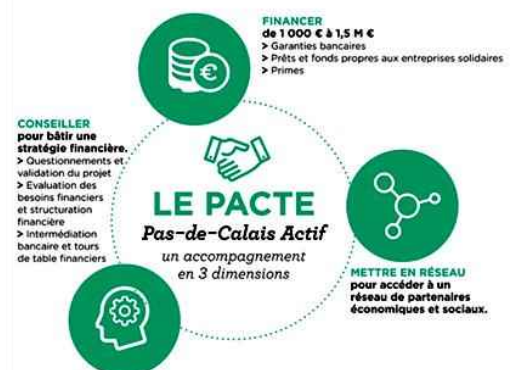 FINANCER
de 1 000 € à 1,5 M €
> Garanties bancaires
> Prêts et fonds propres aux entreprises solidaires
> Primes
CONSEILLER
pour bâtir une
stratégie financière.
> Questionnements et
validation du projet
> Evaluation des
besoins financiers
et structuration
financière
> Intermédiation
bancaire et tours
de table financiers
LE PACTE
Pas-de-Calais Actif
un accompagnement
en 3 dimensions
METTRE EN RÉSEAU
pour accéder à un
réseau de partenaires
économiques et sociaux.